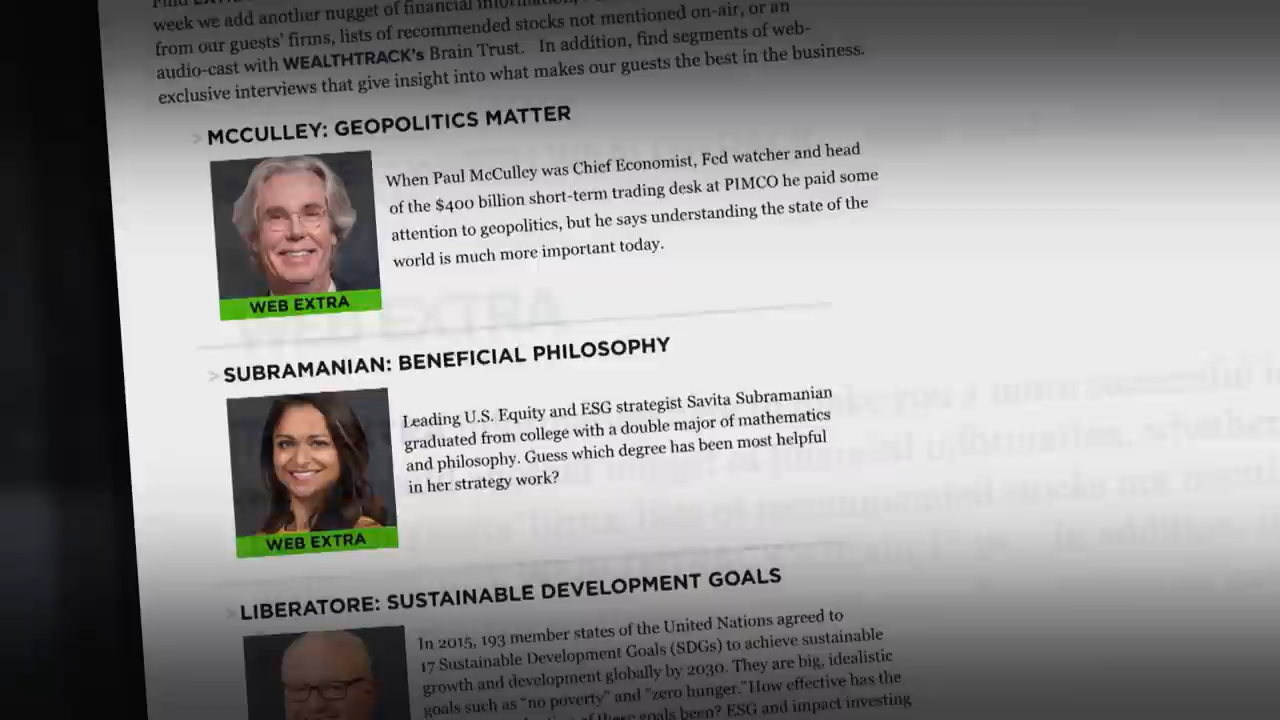 week we add another nugget of financial information,
from our guests' firms, lists of recommended stocks not mentioned on-air, or an
audio-cast with WEALTHTRACK's Brain Trust. In addition, find segments of web-
exclusive interviews that give insight into what makes our guests the best in the business.
> MCCULLEY: GEOPOLITICS MATTER
When Paul McCulley was Chief Economist, Fed watcher and head
of the $400 billion short-term trading desk at PIMCO he paid some
attention to geopolitics, but he says understanding the state of the
world is much more important today.
WEB EXTRA
WEB EXTRA
> SUBRAMANIAN: BENEFICIAL PHILOSOPHY
Leading U.S. Equity and ESG strategist Savita Subramanian
graduated from college with a double major of mathematics
and philosophy. Guess which degree has been most helpful
in her strategy work?
WEB EXTRA
> LIBERATORE: SUSTAINABLE DEVELOPMENT GOALS
In 2015, 193 member states of the United Nations agreed to
17 Sustainable Development Goals (SDGs) to achieve sustainable
growth and development globally by 2030. They are big, idealistic
goals such as "no poverty" and "zero hunger." How effective has the
of these goals been? ESG and impact investing